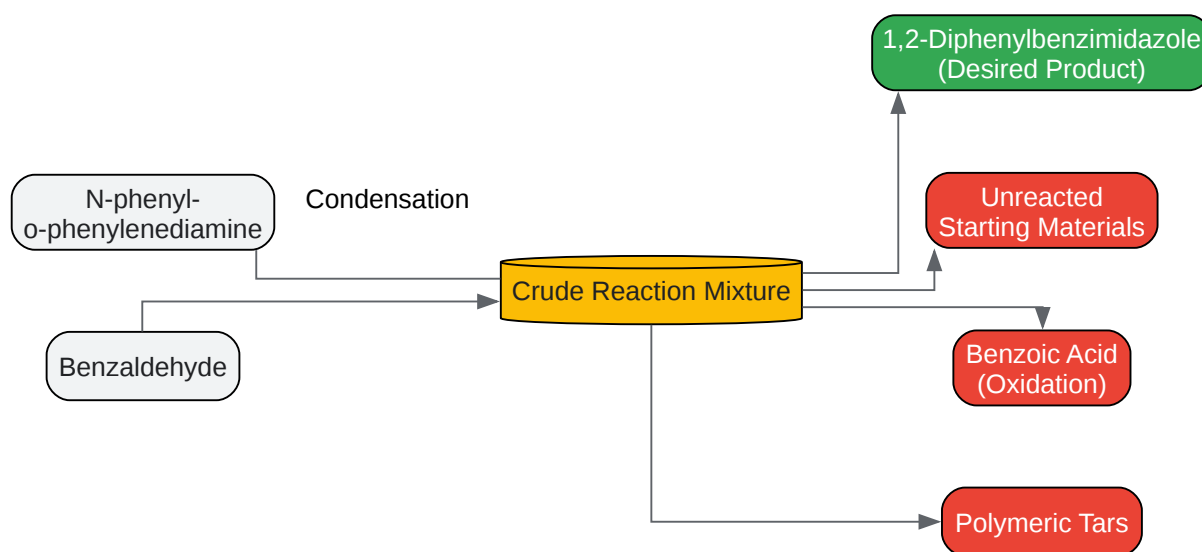 1,2-Diphenylbenzimidazole
(Desired Product)
N-phenyl-
o-phenylenediamine
Condensation
Unreacted
Starting Materials
Crude Reaction Mixture
Benzaldehyde
Benzoic Acid
(Oxidation)
Polymeric Tars